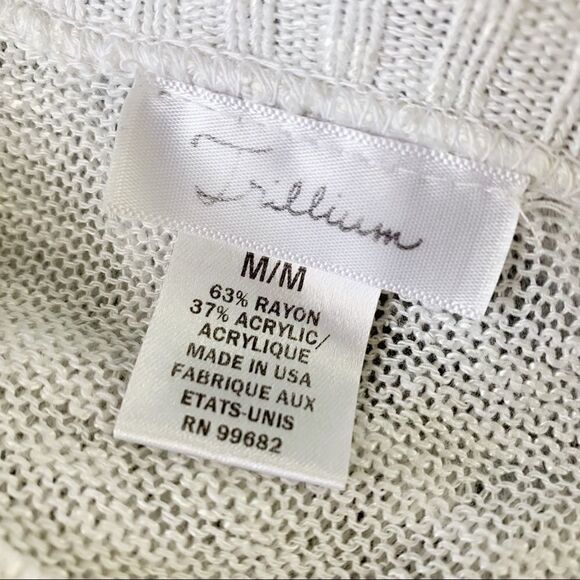 Trillium
M/M
63% RAYON
37% ACRYLIC/
ACRYLIQUE
MADE IN USA
FABRIQUE AUX
ETATS-UNIS
RN 99682